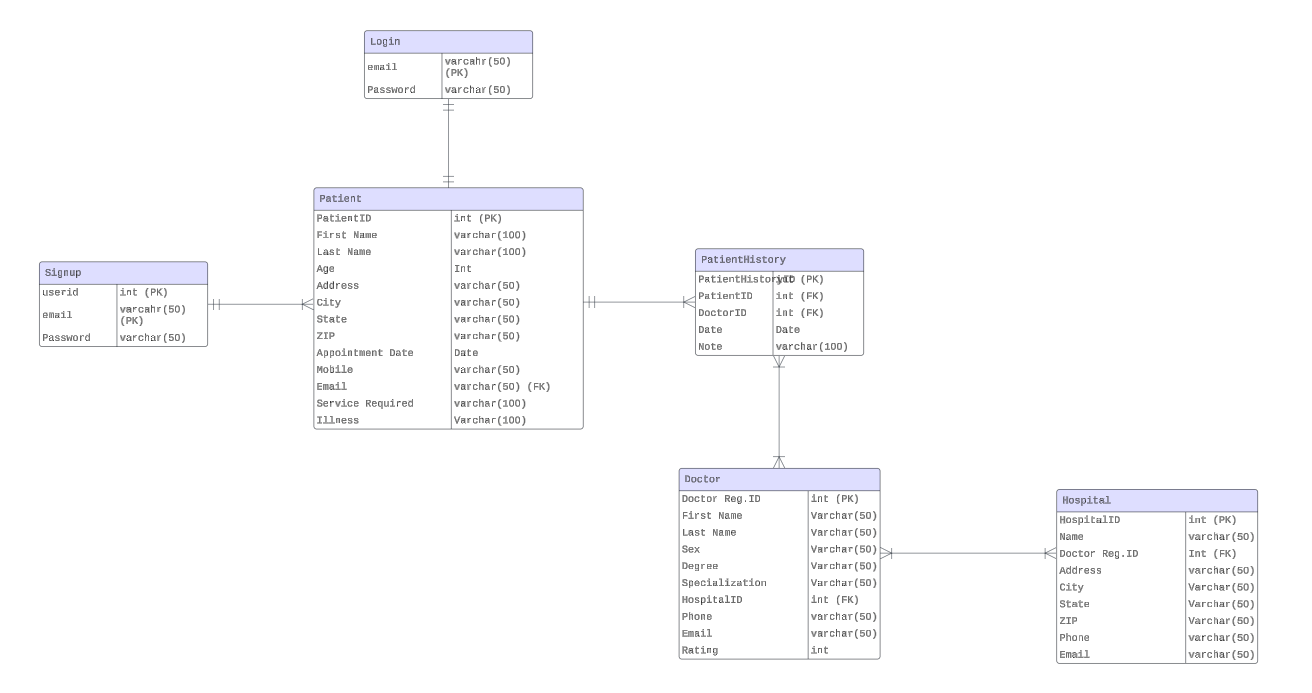 Login
email varcahr(50)
(PK)
Password varchar(50)
Patient
PatientID int (PK)
First Name varchar(100)
Last Name varchar(100)
Age Int
Address varchar(50)
City varchar(50)
State varchar(50)
ZIP varchar(50)
Appointment Date Date
Mobile varchar(50)
Email varchar(50) (FK)
Service Required varchar(100)
Illness Varchar(100)
Signup
userid int (PK)
email varcahr(50)
(PK)
Password varchar(50)
PatientHistory
PatientHistoryID int (PK)
PatientID int (FK)
DoctorID int (FK)
Date Date
Note varchar(100)
Doctor
Doctor Reg.ID int (PK)
First Name Varchar(50)
Last Name Varchar(50)
Sex Varchar(50)
Degree Varchar(50)
Specialization Varchar(50)
HospitalID int (FK)
Phone varchar(50)
Email varchar(50)
Rating int
Hospital
HospitalID int (PK)
Name varchar(50)
Doctor Reg.ID Int (FK)
Address varchar(50)
City Varchar(50)
State Varchar(50)
ZIP Varchar(50)
Phone varchar(50)
Email varchar(50)